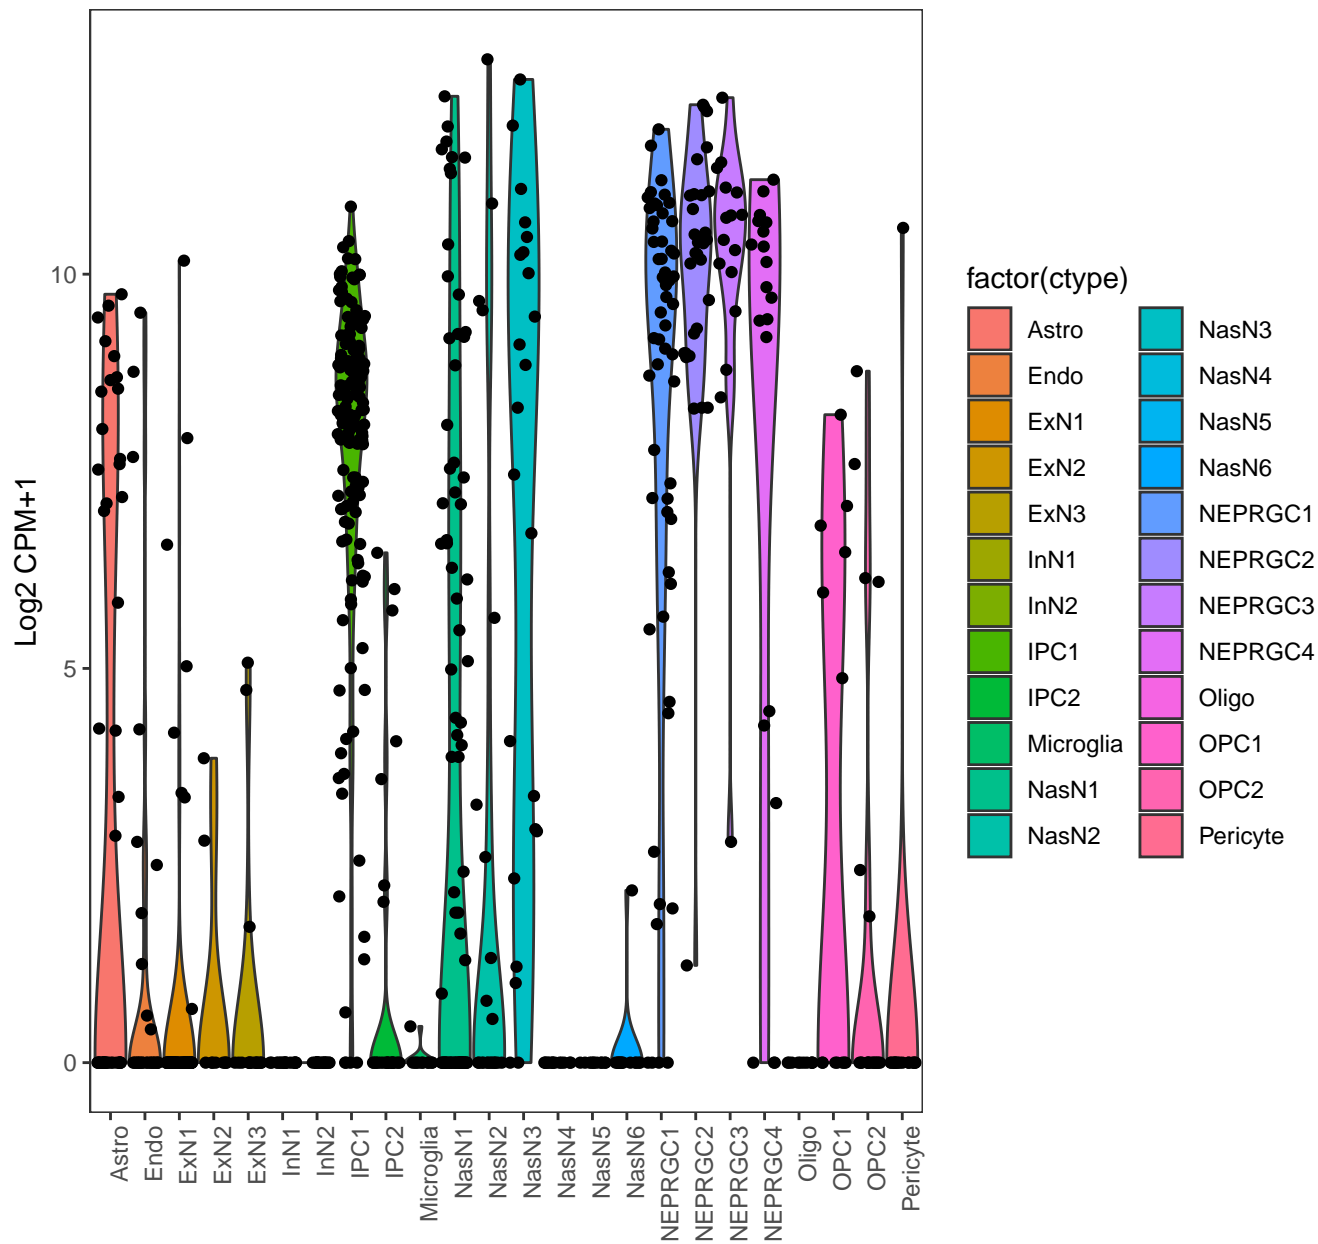 Log2 CPM+1
10
5
0
Astro
Endo
ExN1
ExN2
ExN3
InN1
InN2
IPC1
IPC2
Microglia
NasN1
NasN2
NasN3
NasN4
NasN5
NasN6
NEPRGC1
NEPRGC2
NEPRGC3
NEPRGC4
Oligo
OPC1
OPC2
Pericyte
factor(ctype)
Astro
Endo
ExN1
ExN2
ExN3
InN1
InN2
IPC1
IPC2
Microglia
NasN1
NasN2
NasN3
NasN4
NasN5
NasN6
NEPRGC1
NEPRGC2
NEPRGC3
NEPRGC4
Oligo
OPC1
OPC2
Pericyte